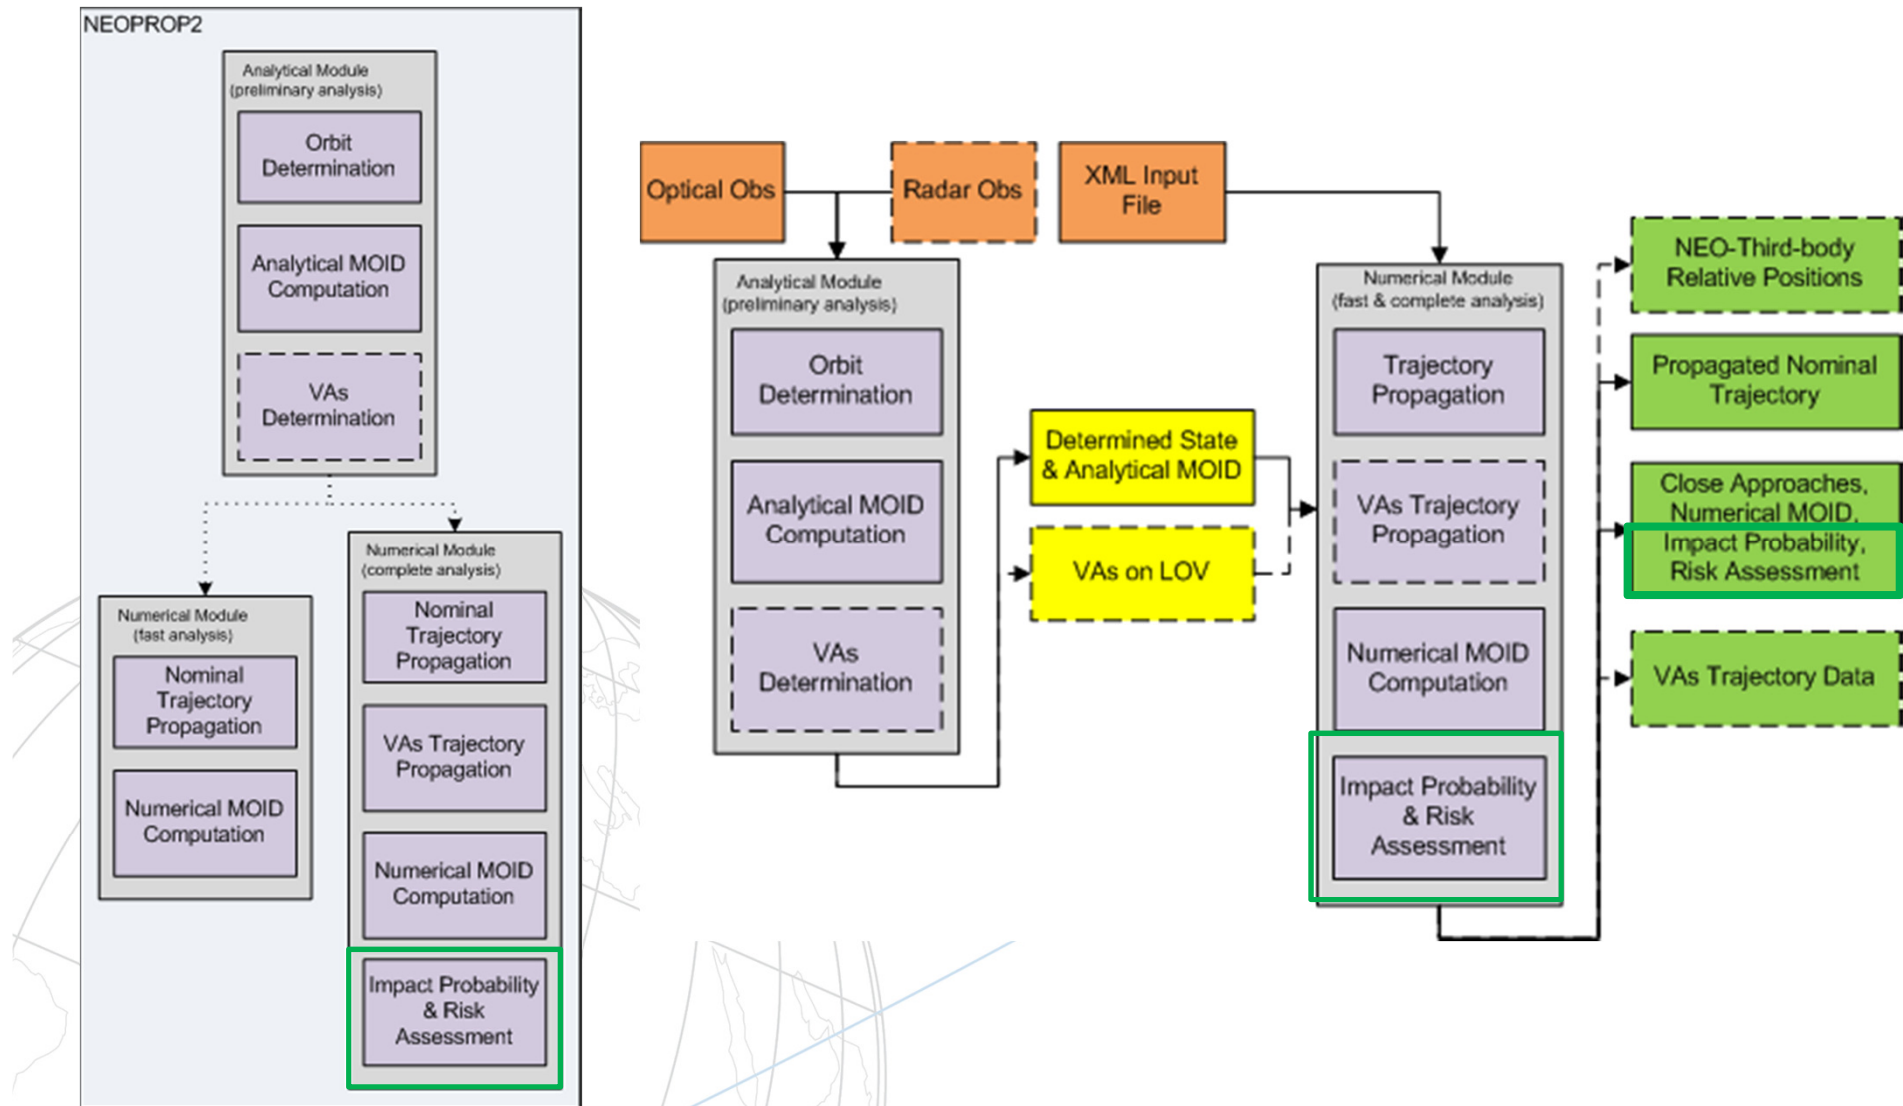 NEOPROP2
Analytical Module
(preliminary analysis)
Orbit
Determination
Analytical MOID
Computation
VAs
Determination
Numerical Module
(fast analysis)
Nominal
Trajectory
Propagation
Numerical MOID
Computation
Numerical Module
(complete analysis)
Nominal
Trajectory
Propagation
VAs Trajectory
Propagation
Numerical MOID
Computation
Impact Probability
& Risk
Assessment
Optical Obs
Radar Obs
XML Input
File
Analytical Module
(preliminary analysis)
Orbit
Determination
Analytical MOID
Computation
VAs
Determination
Determined State
& Analytical MOID
VAs on LOV
Numerical Module
(fast & complete analysis)
Trajectory
Propagation
VAs Trajectory
Propagation
Numerical MOID
Computation
Impact Probability
& Risk
Assessment
NEO-Third-body
Relative Positions
Propagated Nominal
Trajectory
Close Approaches,
Numerical MOID,
Impact Probability,
Risk Assessment
VAs Trajectory Data